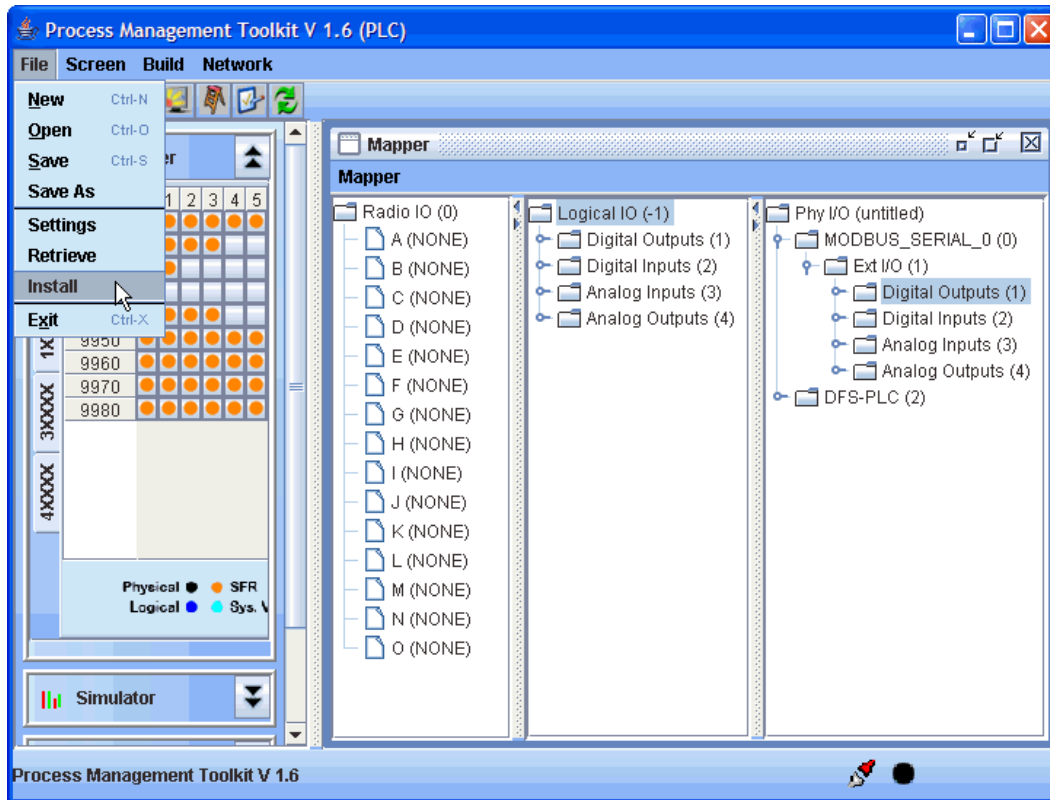 Process Management Toolkit V 1.6 (PLC)
File Screen Build Network
New Ctrl-N
Open Ctrl-O
Save Ctrl-S
Save As
Settings
Retrieve
Install
Exit Ctrl-X
1 2 3 4 5
9950
9960
9970
9980
3XXXX
4XXXX
Physical SFR
Logical Sys.
Simulator
Mapper
Mapper
Radio IO (0)
A (NONE)
B (NONE)
C (NONE)
D (NONE)
E (NONE)
F (NONE)
G (NONE)
H (NONE)
I (NONE)
J (NONE)
K (NONE)
L (NONE)
M (NONE)
N (NONE)
O (NONE)
Logical IO (-1)
Digital Outputs (1)
Digital Inputs (2)
Analog Inputs (3)
Analog Outputs (4)
Phy I/O (untitled)
MODBUS_SERIAL_0 (0)
Ext I/O (1)
Digital Outputs (1)
Digital Inputs (2)
Analog Inputs (3)
Analog Outputs (4)
DFS-PLC (2)
Process Management Toolkit V 1.6